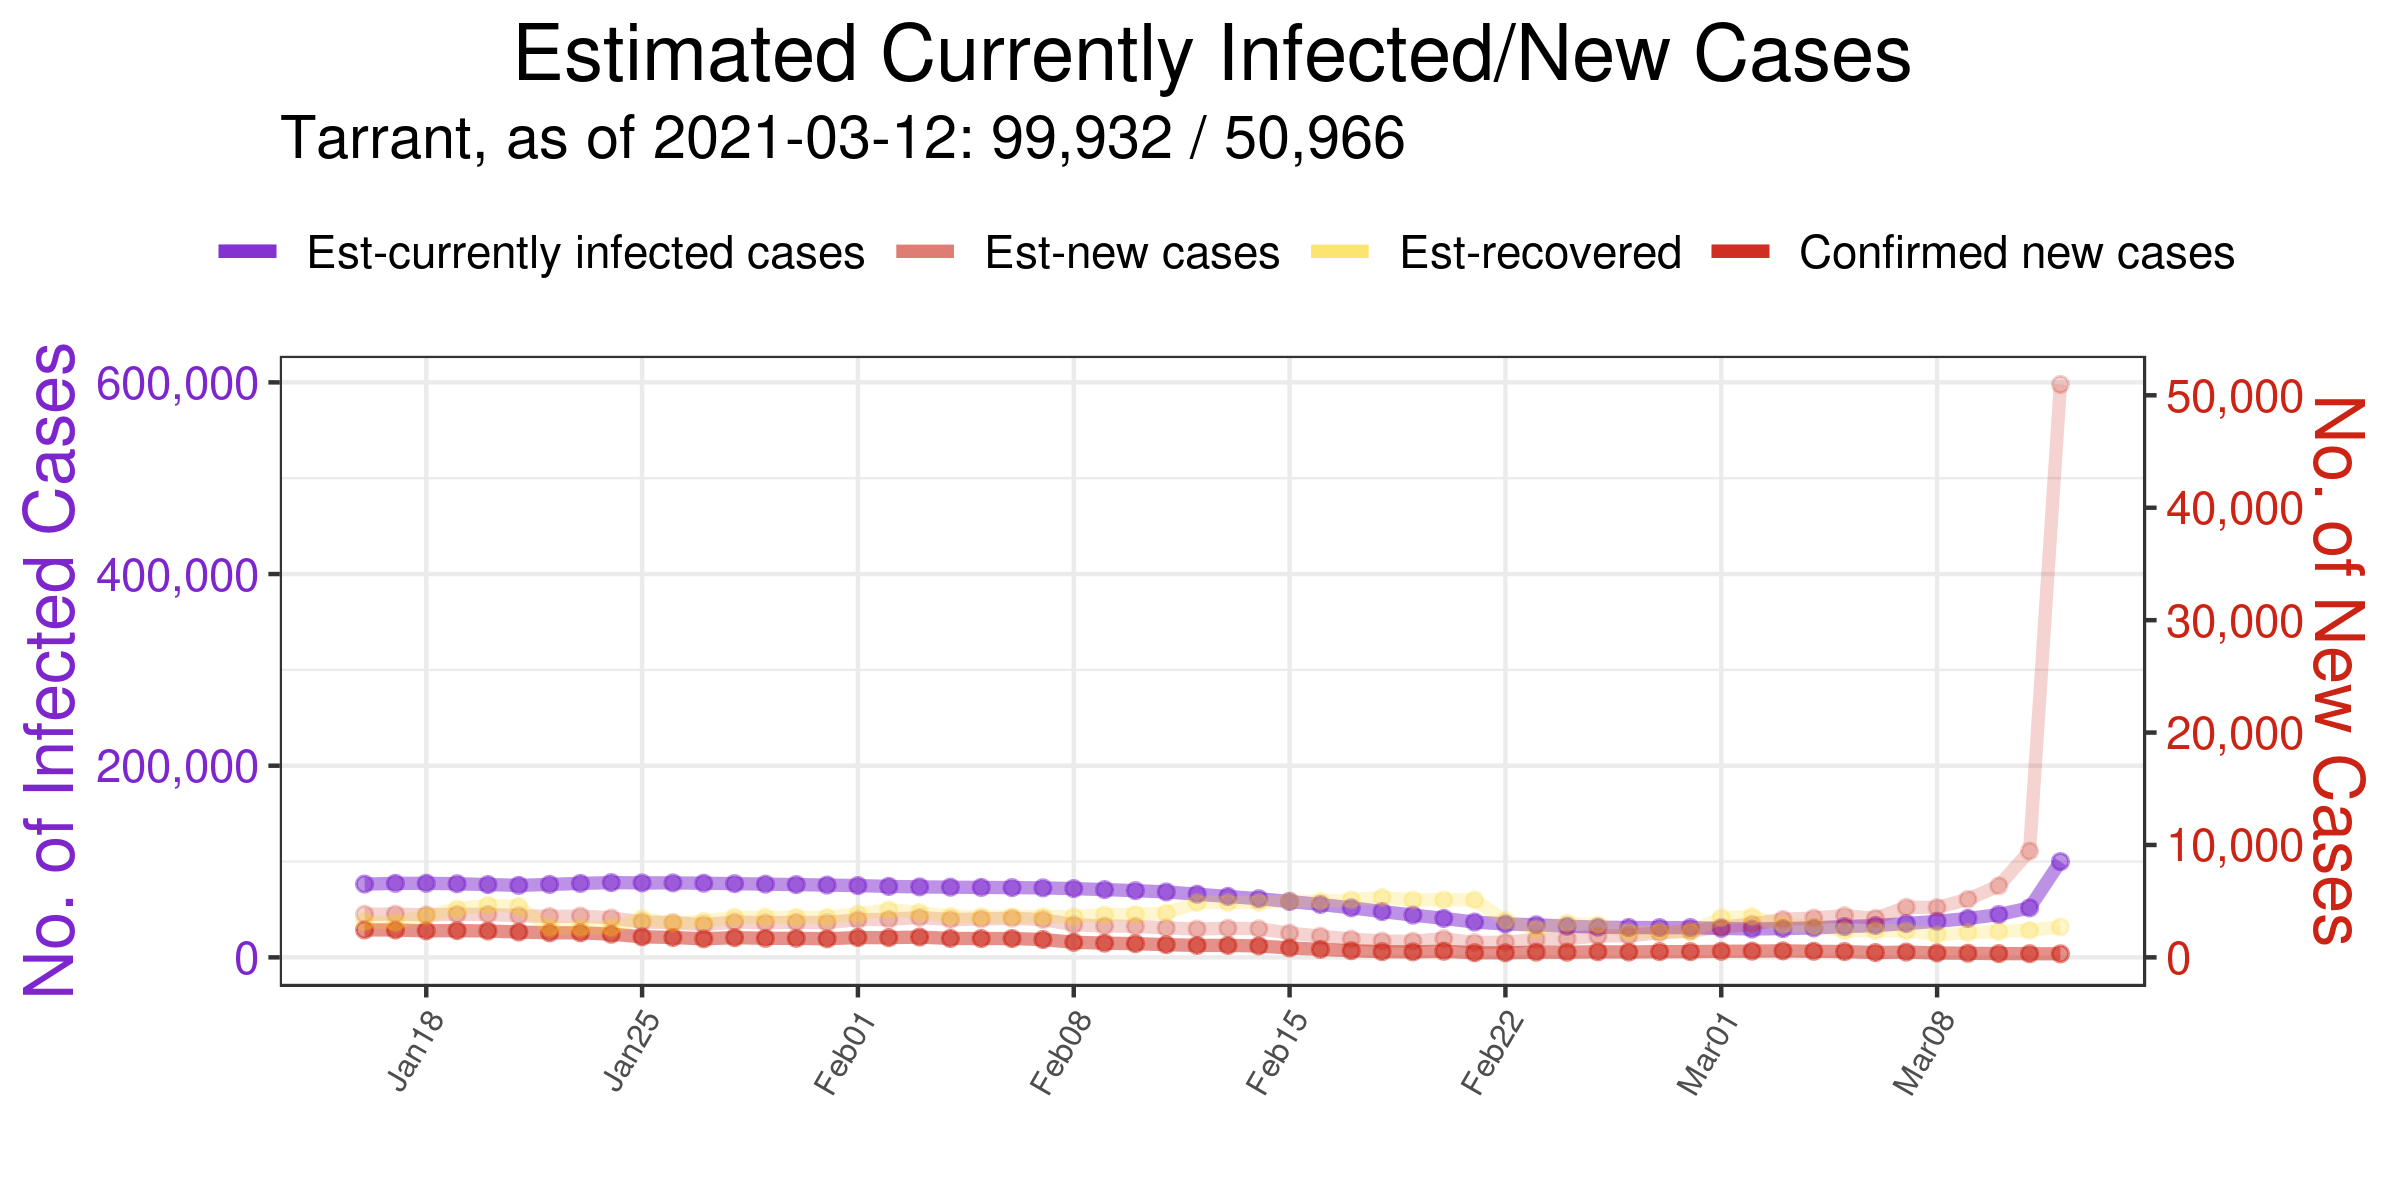 Estimated Currently Infected/New Cases
Tarrant, as of 2021-03-12: 99,932 / 50,966
Est-currently infected cases
Est-new cases
Est-recovered
Confirmed new cases
No. of Infected Cases
600,000
400,000
200,000
0
50,000
40,000
30,000
20,000
10,000
0
No. of New Cases
Jan18
Jan25
Feb01
Feb08
Feb15
Feb22
Mar01
Mar08